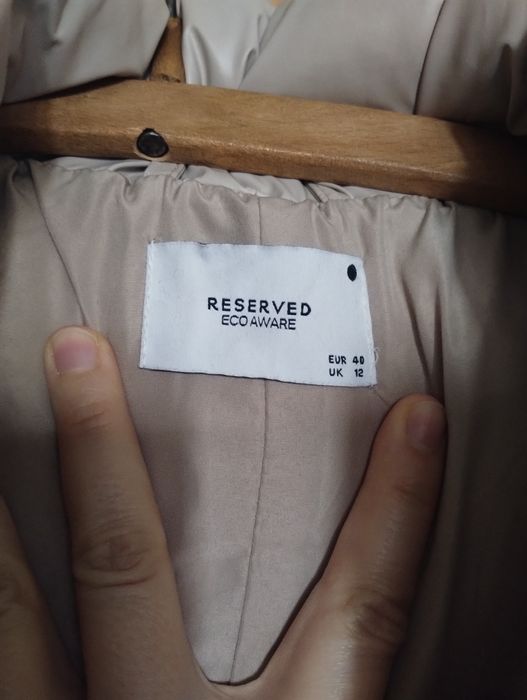 RESERVED
ECO AWARE
EUR 40
UK 12